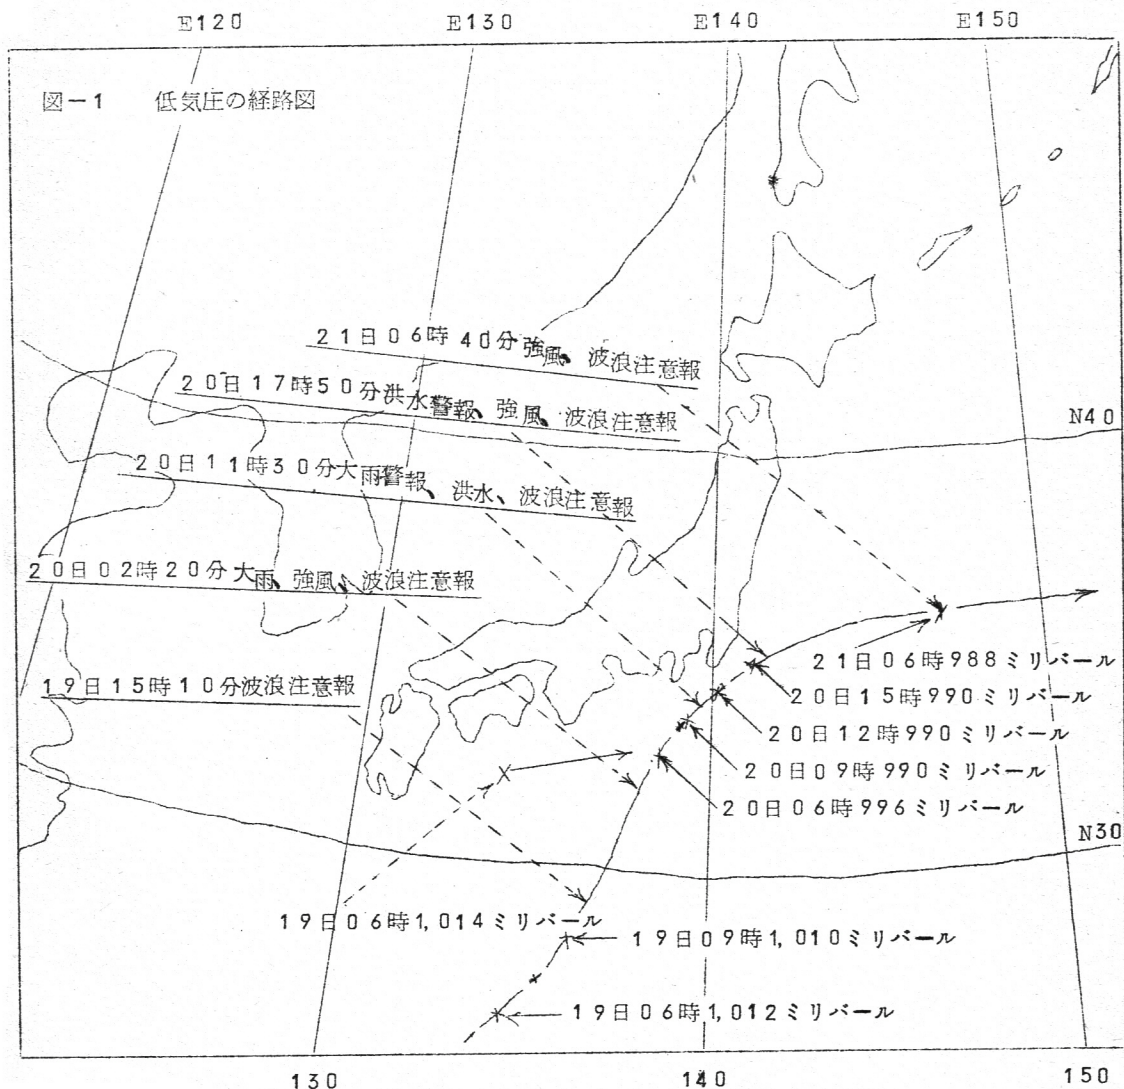 E120 E130 E140 E150
図－1 低気圧の経路図
21日06時40分強風、波浪注意報
20日17時50分洪水警報、強風、波浪注意報
N40
20日11時30分大雨警報、洪水、波浪注意報
20日02時20分大雨、強風、波浪注意報
21日06時988ミリバール
19日15時10分波浪注意報
20日15時990ミリバール
20日12時990ミリバール
20日09時990ミリバール
20日06時996ミリバール
N30
19日06時1,014ミリバール
19日09時1,010ミリバール
19日06時1,012ミリバール
130 140 150